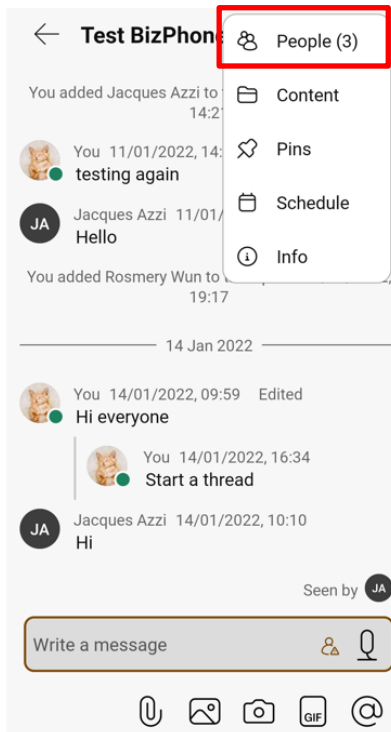 Test BizPhon
People (3)
You added Jacques Azzi to
14:2
Content
You 11/01/2022, 14:
testing again
Pins
JA
Jacques Azzi 11/01/
Hello
Schedule
Info
You added Rosmery Wun to
19:17
14 Jan 2022
You 14/01/2022, 09:59 Edited
Hi everyone
You 14/01/2022, 16:34
Start a thread
JA
Jacques Azzi 14/01/2022, 10:10
Hi
Seen by JA
Write a message
GIF